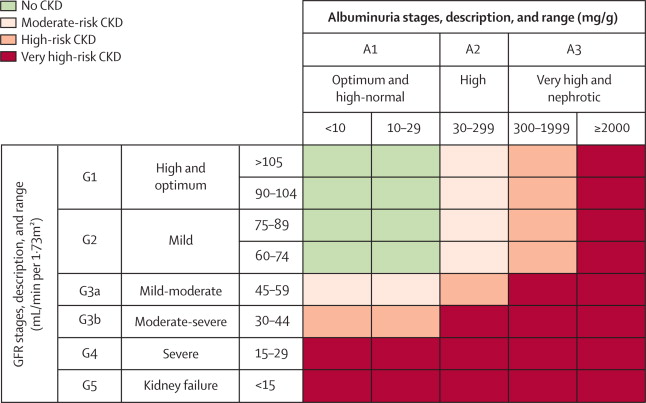 No CKD
Moderate-risk CKD
High-risk CKD
Very high-risk CKD
Albuminuria stages, description, and range (mg/g)
A1 A2 A3
Optimum and high-normal
High
Very high and nephrotic
<10 10–29 30–299 300–1999 ≥2000
GFR stages, description, and range
(mL/min per 1·73m²)
G1 High and optimum >105
90–104
G2 Mild 75–89
60–74
G3a Mild-moderate 45–59
G3b Moderate-severe 30–44
G4 Severe 15–29
G5 Kidney failure <15